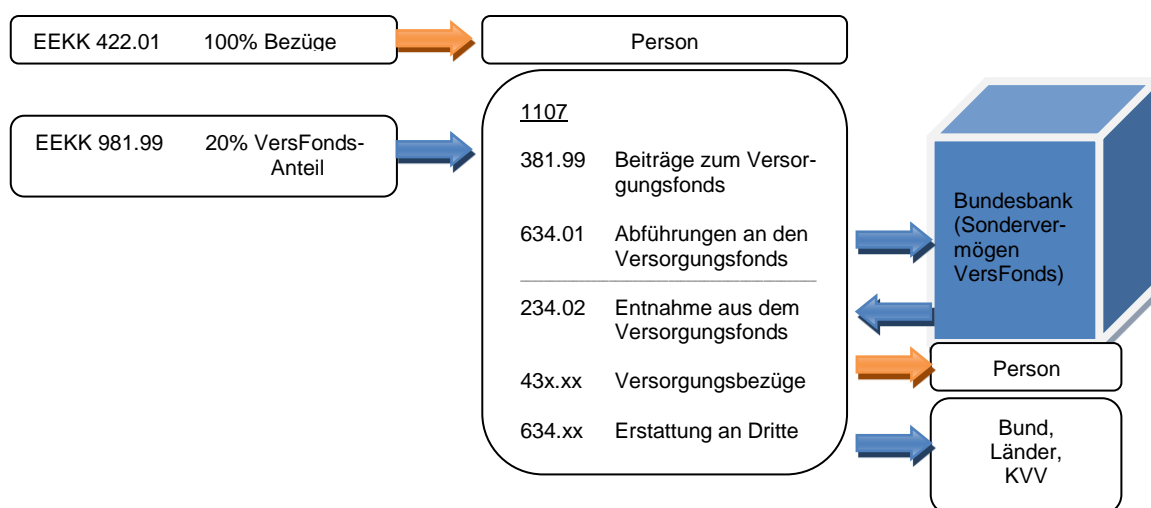 EEKK 422.01 100% Bezüge
Person
EEKK 981.99 20% VersFonds-
Anteil
1107
381.99 Beiträge zum Versor-
gungsfonds
634.01 Abführungen an den
Versorgungsfonds
234.02 Entnahme aus dem
Versorgungsfonds
43x.xx Versorgungsbezüge
634.xx Erstattung an Dritte
Bundesbank
(Sonderver-
mögen
VersFonds)
Person
Bund,
Länder,
KVV